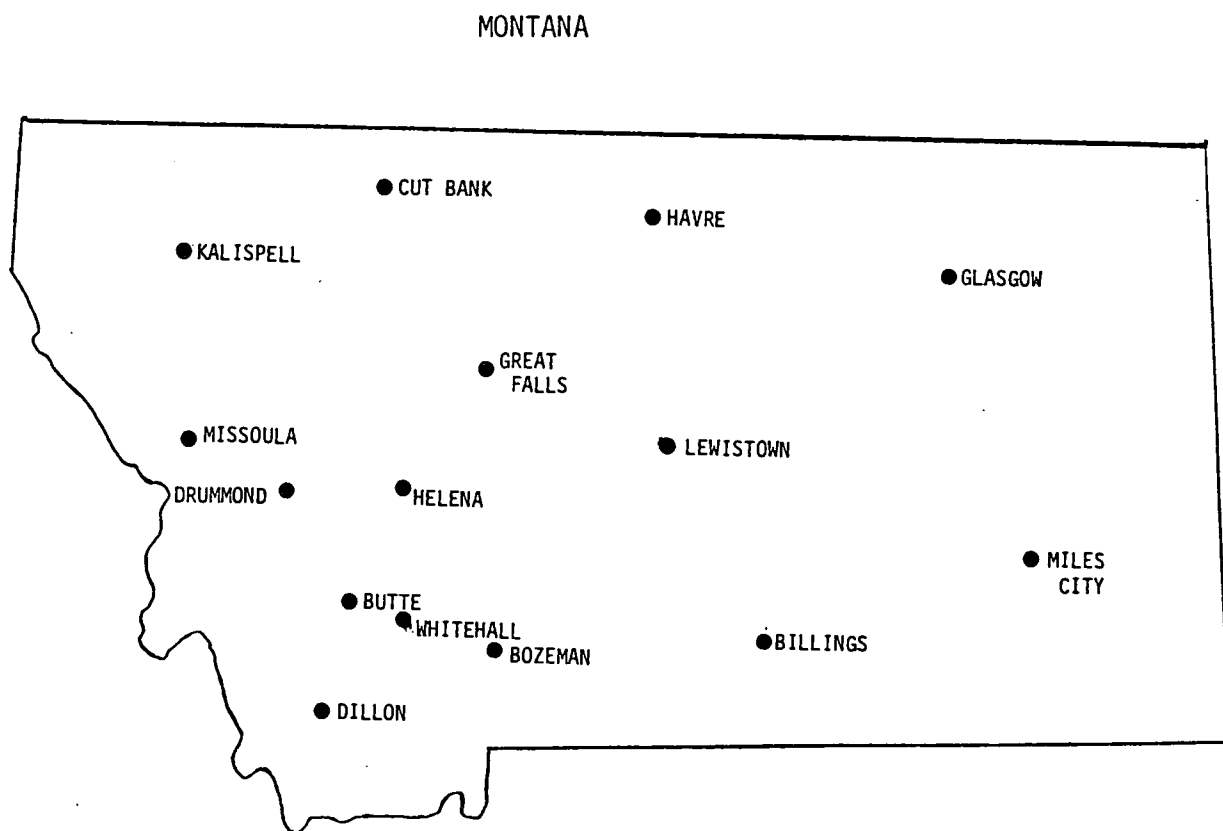 MONTANA
CUT BANK
HAVRE
KALISPELL
GLASGOW
GREAT
FALLS
MISSOULA
LEWISTOWN
DRUMMOND
HELENA
MILES
CITY
BUTTE
WHITEHALL
BILLINGS
BOZEMAN
DILLON